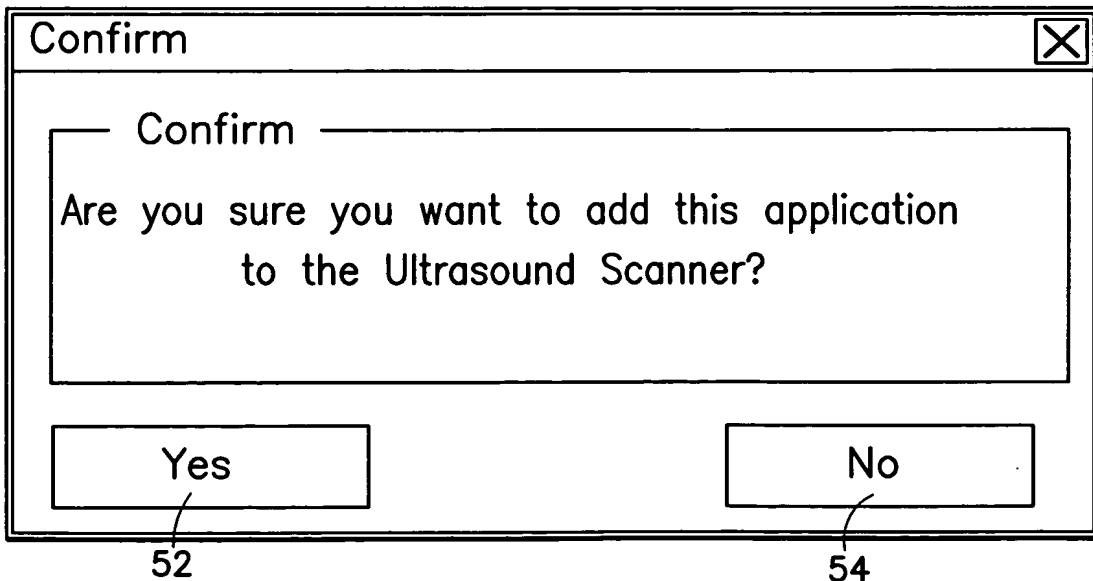 Confirm
Confirm
Are you sure you want to add this application
to the Ultrasound Scanner?
Yes
No
52
54